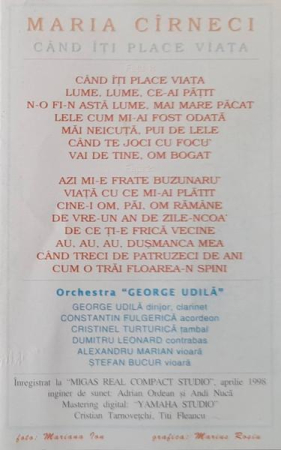 MARIA CÎRNECI
CÂND ÎȚI PLACE VIAȚA
CÂND ÎȚI PLACE VIAȚA
LUME, LUME, CE-AI PĂȚIT
N-O FI-N ASTĂ LUME, MAI MARE PĂCAT
LELE CUM MI-AI FOST ODATĂ
MĂI NEICUȚĂ, PUI DE LELE
CÂND TE JOCI CU FOCU'
VAI DE TINE, OM BOGAT
AZI MI-E FRATE BUZUNARU'
VIAȚĂ CU CE MI-AI PLĂTIT
CINE-I OM, PĂI, OM RĂMÂNE
DE VRE-UN AN DE ZILE-NCOA'
DE CE ȚI-E FRICĂ VECINE
AU, AU, AU, DUȘMANCA MEA
CÂND TRECI DE PATRUZECI DE ANI
CUM O TRĂI FLOAREA-N SPINI
Orchestra "GEORGE UDILĂ"
GEORGE UDILĂ dirijor, clarinet
CONSTANTIN FULGERICĂ acordeon
CRISTINEL TURTURICĂ tambal
DUMITRU LEONARD contrabas
ALEXANDRU MARIAN vioară
ȘTEFAN BUCUR vioară
Înregistrat la "MIGAS REAL COMPACT STUDIO", aprilie 1998
ingineri de sunet: Adrian Ordean și Andi Nucă
Mastering digital: "YAMAHA STUDIO"
Cristian Tarnovețchi, Titi Fleancu
foto: Mariana Ion grafica: Marius Roșiu